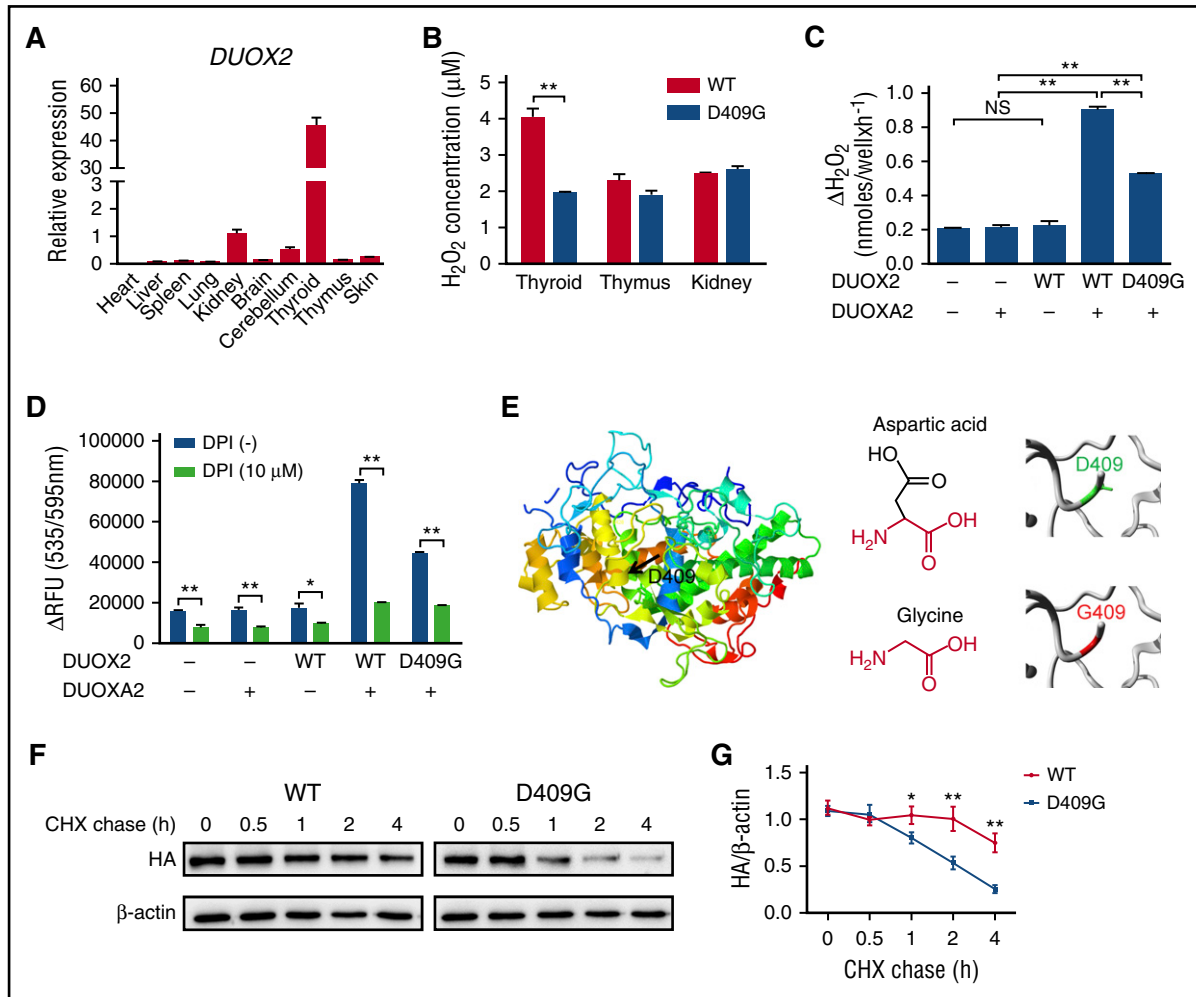 A
DUOX2
Relative expression
60
50
40
30
3
2
1
0
Heart
Liver
Spleen
Lung
Kidney
Brain
Cerebellum
Thyroid
Thymus
Skin
B
H₂O₂ concentration (μM)
5
4
3
2
1
0
**
WT
D409G
Thyroid Thymus Kidney
C
ΔH₂O₂
(nmoles/wellxh⁻¹)
1.0
0.8
0.6
0.4
0.2
0
**
** **
NS
DUOX2 – – WT WT D409G
DUOXA2 – + – + +
D
ΔRFU (535/595nm)
100000
80000
60000
40000
20000
0
DPI (-)
DPI (10 μM)
** ** * ** **
DUOX2 – – WT WT D409G
DUOXA2 – + – + +
E
D409
Aspartic acid
HO
O
H₂N
OH
O
D409
Glycine
H₂N
OH
O
G409
F
WT D409G
CHX chase (h) 0 0.5 1 2 4 0 0.5 1 2 4
HA
β-actin
G
HA/β-actin
1.5
1.0
0.5
0.0
* ** **
WT
D409G
0 0.5 1 2 4
CHX chase (h)